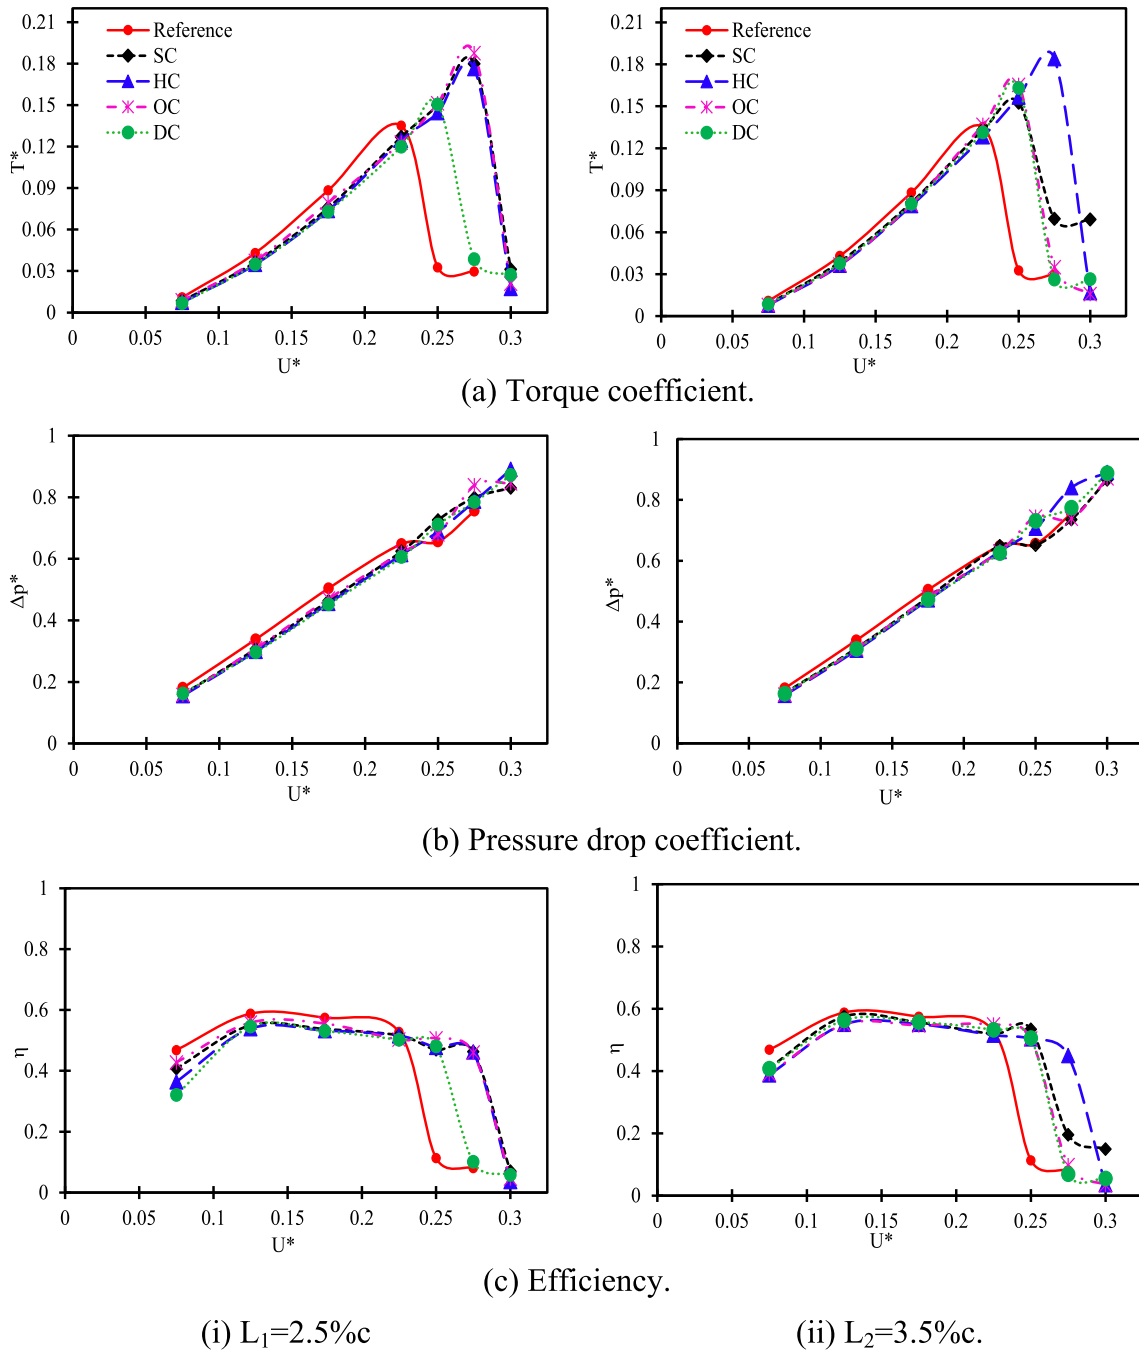 0.21
0.18
0.15
0.12
0.09
0.06
0.03
0
T*
Reference
SC
HC
OC
DC
0 0.05 0.1 0.15 0.2 0.25 0.3
U*
0.21
0.18
0.15
0.12
0.09
0.06
0.03
0
T*
Reference
SC
HC
OC
DC
0 0.05 0.1 0.15 0.2 0.25 0.3
U*
(a) Torque coefficient.
1
0.8
0.6
0.4
0.2
0
Δp*
0 0.05 0.1 0.15 0.2 0.25 0.3
U*
1
0.8
0.6
0.4
0.2
0
Δp*
0 0.05 0.1 0.15 0.2 0.25 0.3
U*
(b) Pressure drop coefficient.
1
0.8
0.6
0.4
0.2
0
η
0 0.05 0.1 0.15 0.2 0.25 0.3
U*
1
0.8
0.6
0.4
0.2
0
η
0 0.05 0.1 0.15 0.2 0.25 0.3
U*
(c) Efficiency.
(i) L₁=2.5%c (ii) L₂=3.5%c.